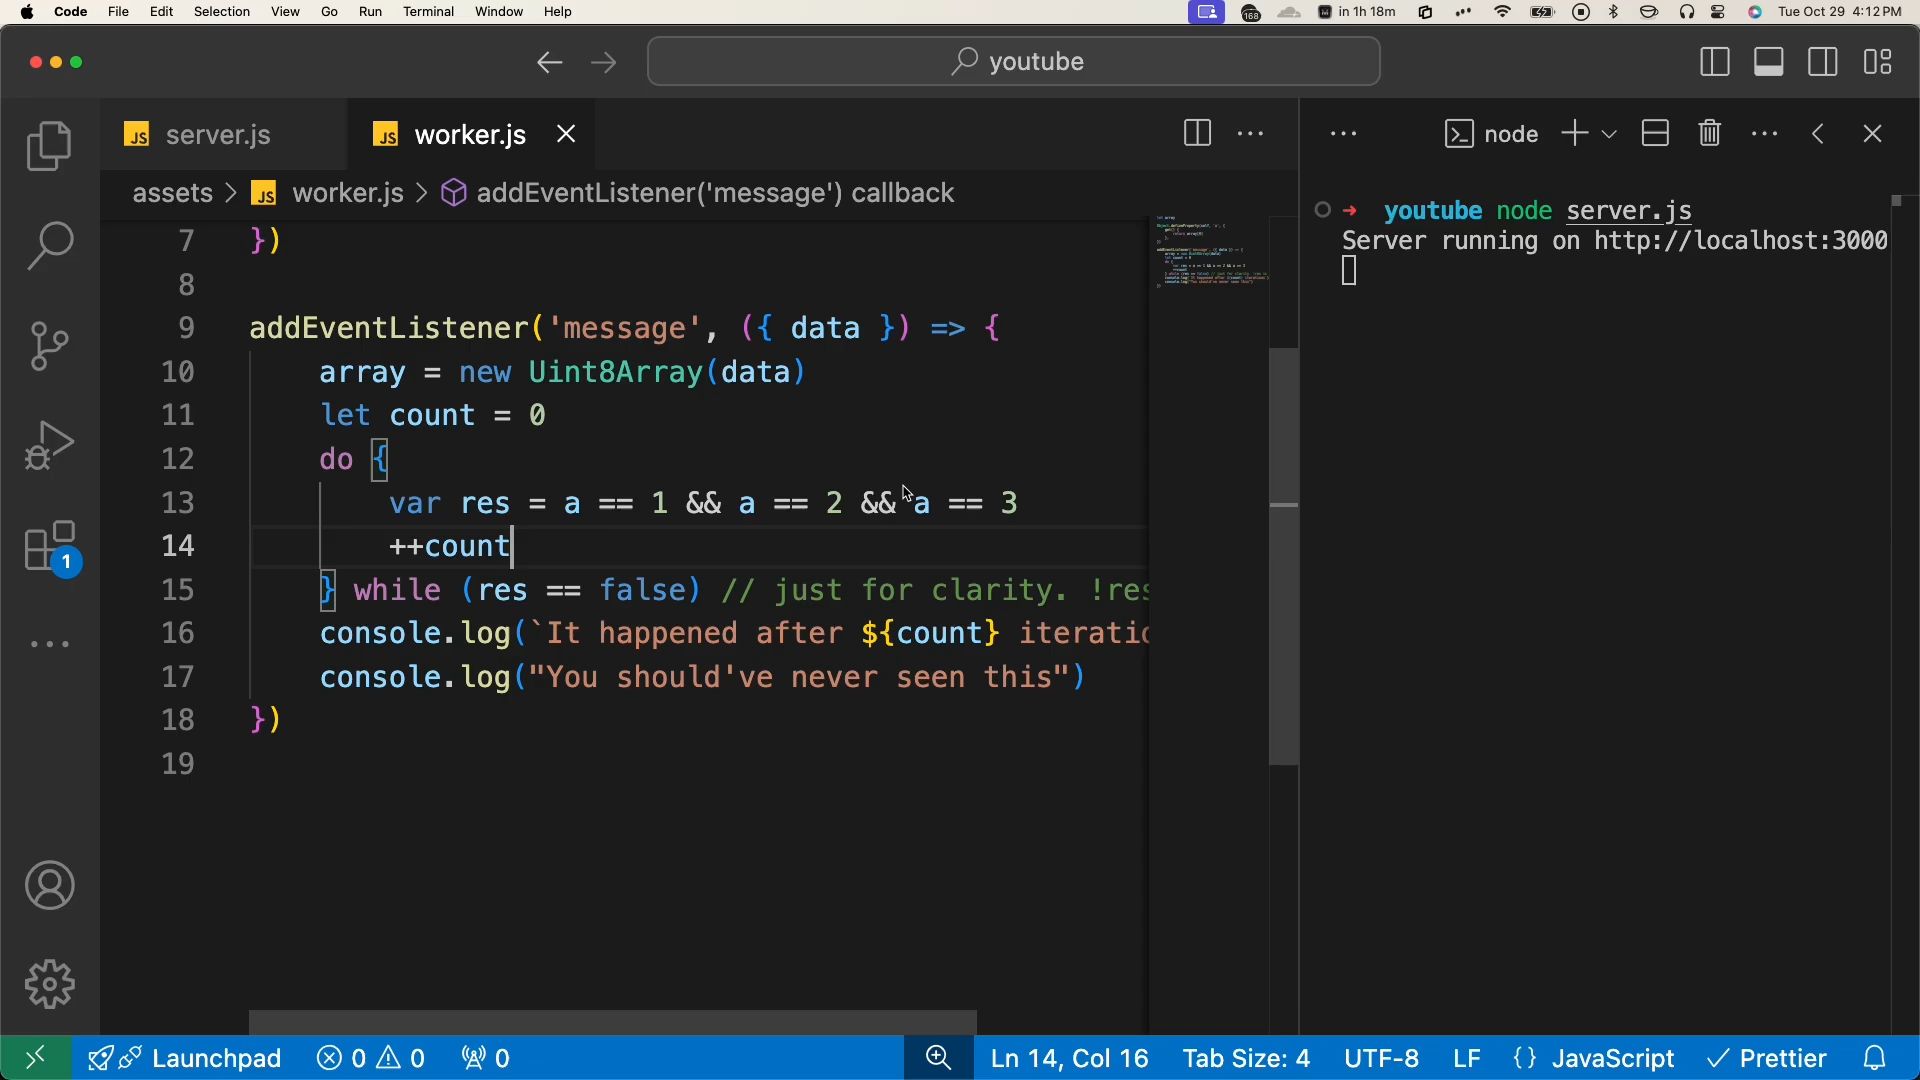 Code File Edit Selection View Go Run Terminal Window Help 168 in 1h 18m Tue Oct 29 4:12 PM
youtube
JS server.js JS worker.js
node
assets > JS worker.js > addEventListener('message') callback
7 })
8
9 addEventListener('message', ({ data }) => {
10 array = new Uint8Array(data)
11 let count = 0
12 do {
13 var res = a == 1 && a == 2 && a == 3
14 ++count
15 } while (res == false) // just for clarity. !res
16 console.log(`It happened after ${count} iteratio
17 console.log("You should've never seen this")
18 })
19
→ youtube node server.js
Server running on http://localhost:3000
1
Launchpad 0 0 0 Ln 14, Col 16 Tab Size: 4 UTF-8 LF {} JavaScript ✓ Prettier